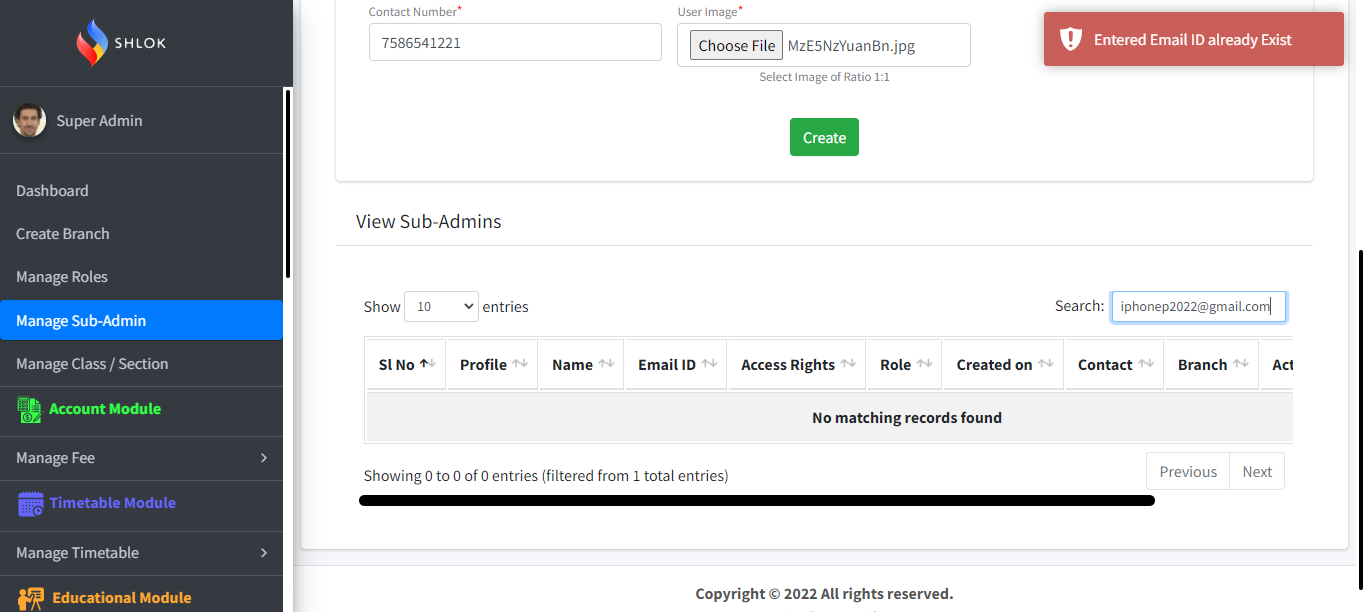 SHLOK
Super Admin
Dashboard
Create Branch
Manage Roles
Manage Sub-Admin
Manage Class / Section
Account Module
Manage Fee
Timetable Module
Manage Timetable
Educational Module
Contact Number*
7586541221
User Image*
Choose File MzE5NzYuanBn.jpg
Select Image of Ratio 1:1
Entered Email ID already Exist
Create
View Sub-Admins
Show 10 entries
Search: iphonep2022@gmail.com
Sl No Profile Name Email ID Access Rights Role Created on Contact Branch Act
No matching records found
Showing 0 to 0 of 0 entries (filtered from 1 total entries)
Previous Next
Copyright © 2022 All rights reserved.